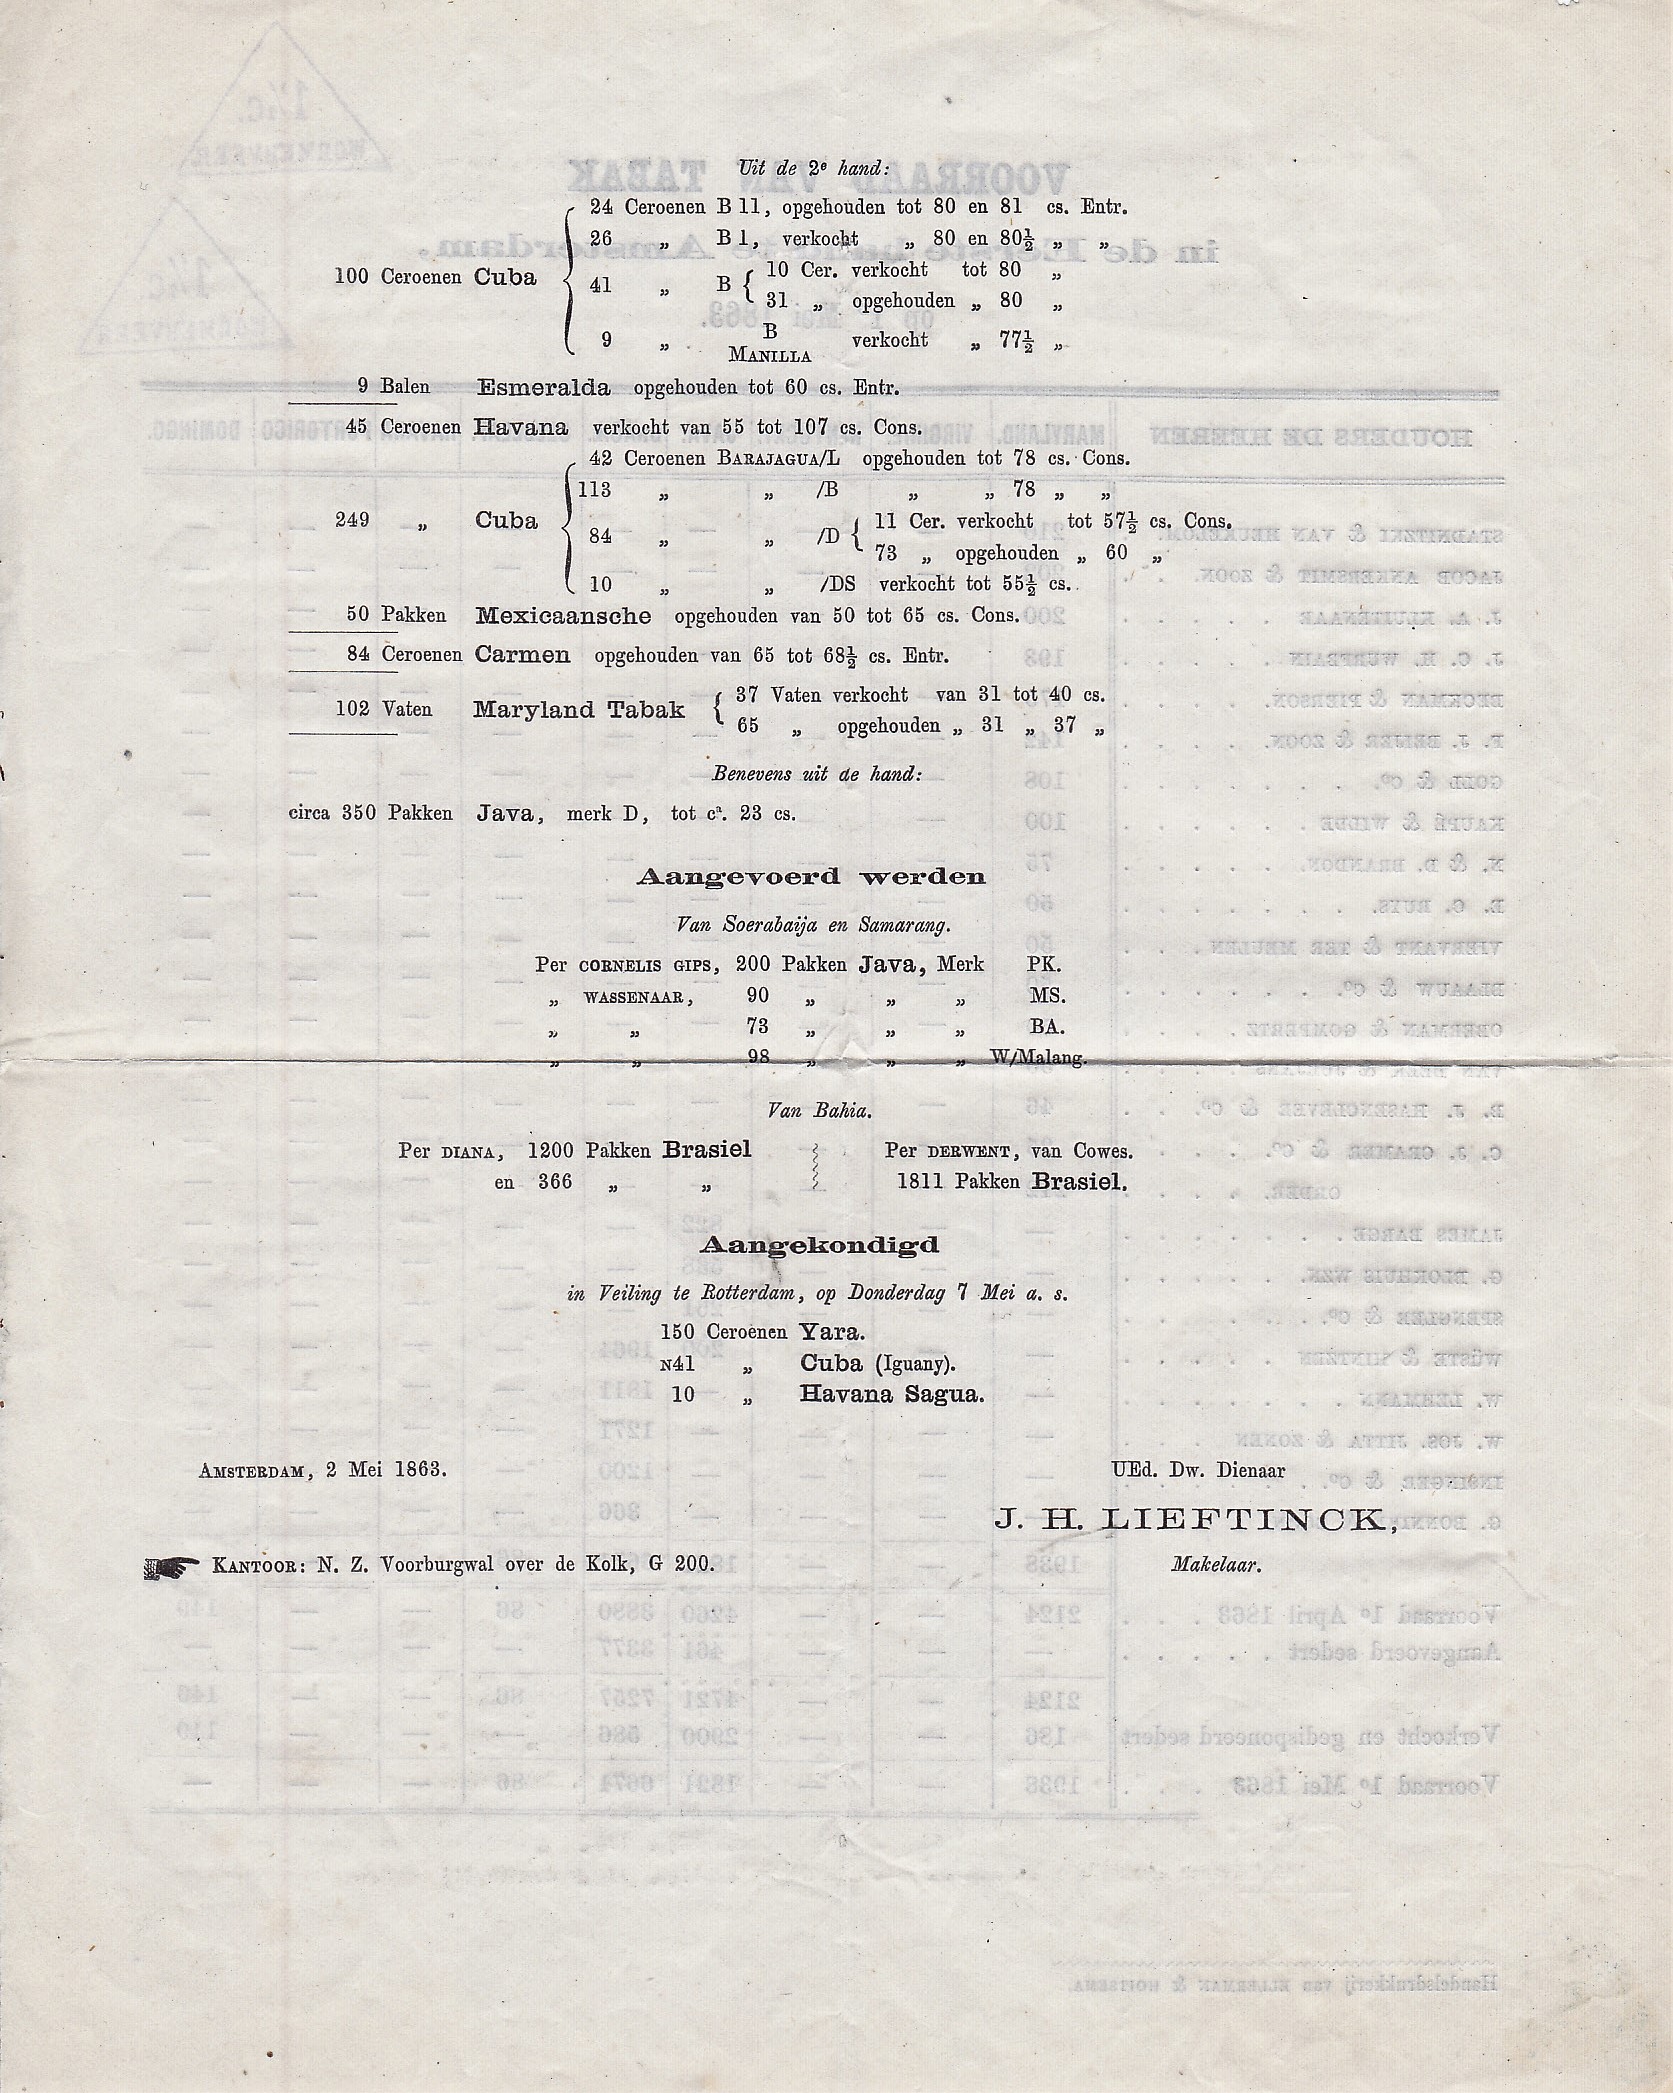 Uit de 2e hand:
100 Ceroenen Cuba
24 Ceroenen B 11, opgehouden tot 80 en 81 cs. Entr.
26 „ B 1, verkocht „ 80 en 80½ „ „
41 „ B
10 Cer. verkocht tot 80 „
31 „ opgehouden „ 80 „
9 „ B MANILLA verkocht „ 77½ „
9 Balen Esmeralda opgehouden tot 60 cs. Entr.
45 Ceroenen Havana verkocht van 55 tot 107 cs. Cons.
249 „ Cuba
42 Ceroenen BARAJAGUA/L opgehouden tot 78 cs. Cons.
113 „ „ /B „ „ 78 „ „
84 „ „ /D
11 Cer. verkocht tot 57½ cs. Cons.
73 „ opgehouden „ 60 „
10 „ „ /DS verkocht tot 55½ cs.
50 Pakken Mexicaansche opgehouden van 50 tot 65 cs. Cons.
84 Ceroenen Carmen opgehouden van 65 tot 68½ cs. Entr.
102 Vaten Maryland Tabak
37 Vaten verkocht van 31 tot 40 cs.
65 „ opgehouden „ 31 „ 37 „
Benevens uit de hand:
circa 350 Pakken Java, merk D, tot ca. 23 cs.
Aangevoerd werden
Van Soerabaija en Samarang.
Per CORNELIS GIPS, 200 Pakken Java, Merk PK.
„ WASSENAAR, 90 „ „ „ MS.
„ „ 73 „ „ „ BA.
„ „ 98 „ „ „ W/Malang.
Van Bahia.
Per DIANA, 1200 Pakken Brasiel
en 366 „ „
Per DERWENT, van Cowes.
1811 Pakken Brasiel.
Aangekondigd
in Veiling te Rotterdam, op Donderdag 7 Mei a. s.
150 Ceroenen Yara.
N41 „ Cuba (Iguany).
10 „ Havana Sagua.
AMSTERDAM, 2 Mei 1863.
UEd. Dw. Dienaar
J. H. LIEFTINCK,
Makelaar.
KANTOOR: N. Z. Voorburgwal over de Kolk, G 200.